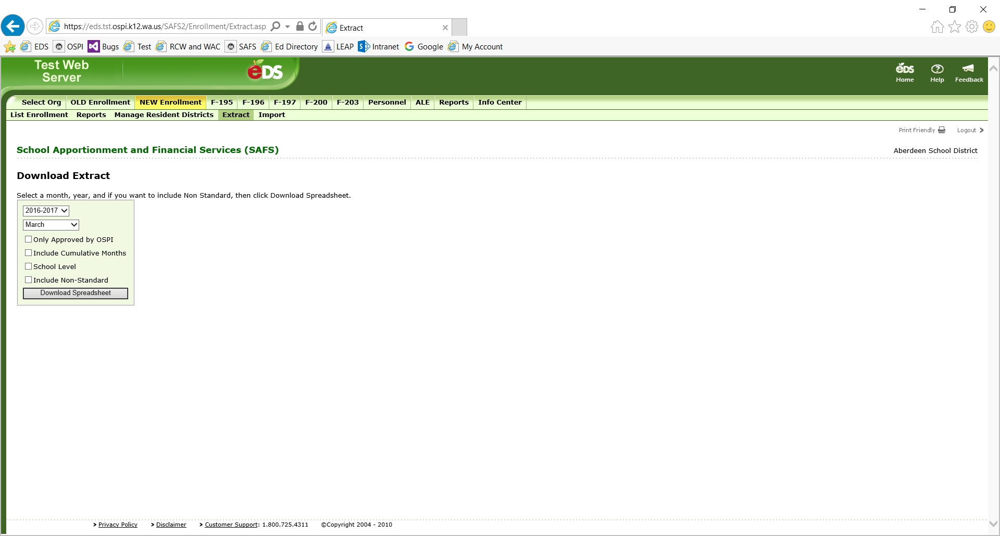 https://eds.tst.ospi.k12.wa.us/SAFS2/Enrollment/Extract.asp
Extract
EDS OSPI Bugs Test RCW and WAC SAFS Ed Directory LEAP Intranet Google My Account
Test Web
Server
eDS
eDS
Home Help Feedback
Select Org OLD Enrollment NEW Enrollment F-195 F-196 F-197 F-200 F-203 Personnel ALE Reports Info Center
List Enrollment Reports Manage Resident Districts Extract Import
Print Friendly Logout
School Apportionment and Financial Services (SAFS)
Aberdeen School District
Download Extract
Select a month, year, and if you want to include Non Standard, then click Download Spreadsheet.
2016-2017
March
Only Approved by OSPI
Include Cumulative Months
School Level
Include Non-Standard
Download Spreadsheet
Privacy Policy Disclaimer Customer Support: 1.800.725.4311 ©Copyright 2004 - 2010